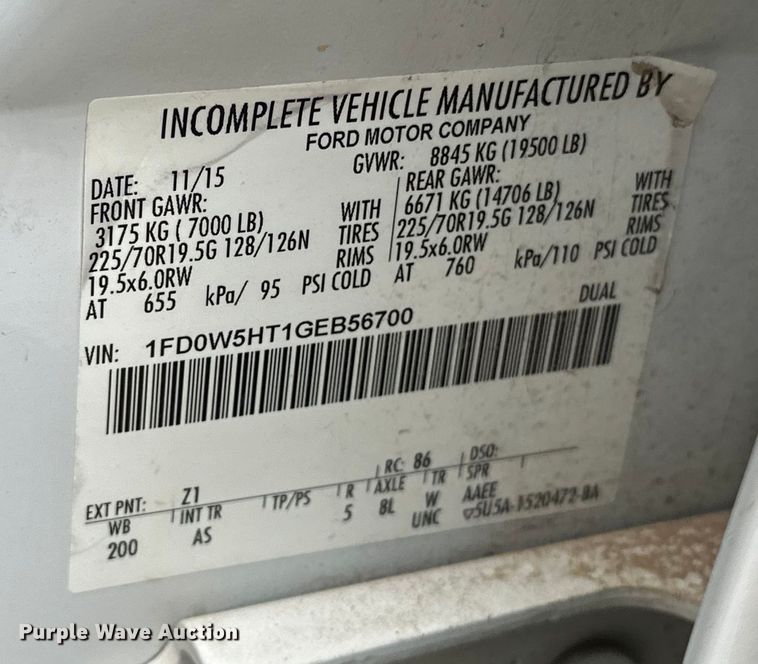 INCOMPLETE VEHICLE MANUFACTURED BY
FORD MOTOR COMPANY
DATE: 11/15 GVWR: 8845 KG (19500 LB)
FRONT GAWR: REAR GAWR:
3175 KG ( 7000 LB) WITH 6671 KG (14706 LB) WITH
225/70R19.5G 128/126N TIRES 225/70R19.5G 128/126N TIRES
19.5x6.0RW RIMS 19.5x6.0RW RIMS
AT 655 kPa/ 95 PSI COLD AT 760 kPa/110 PSI COLD
DUAL
VIN: 1FD0W5HT1GEB56700
EXT PNT: Z1 RC: 86 DSO:
WB INT TR TP/PS R AXLE TR SPR
200 AS 5 8L W AAEE
UNC 5U5A-1520472-BA
Purple Wave Auction